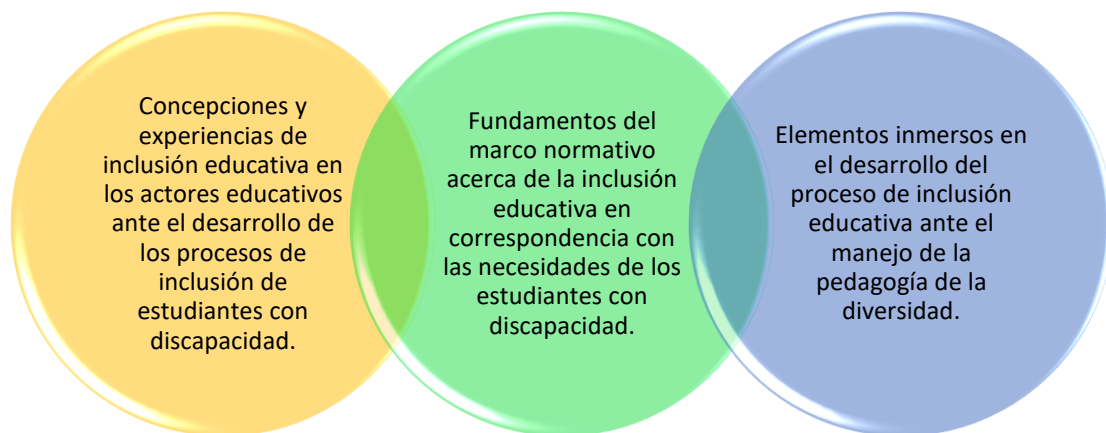 Concepciones y
experiencias de
inclusión educativa en
los actores educativos
ante el desarrollo de
los procesos de
inclusión de
estudiantes con
discapacidad.
Fundamentos del
marco normativo
acerca de la inclusión
educativa en
correspondencia con
las necesidades de los
estudiantes con
discapacidad.
Elementos inmersos en
el desarrollo del
proceso de inclusión
educativa ante el
manejo de la
pedagogía de la
diversidad.